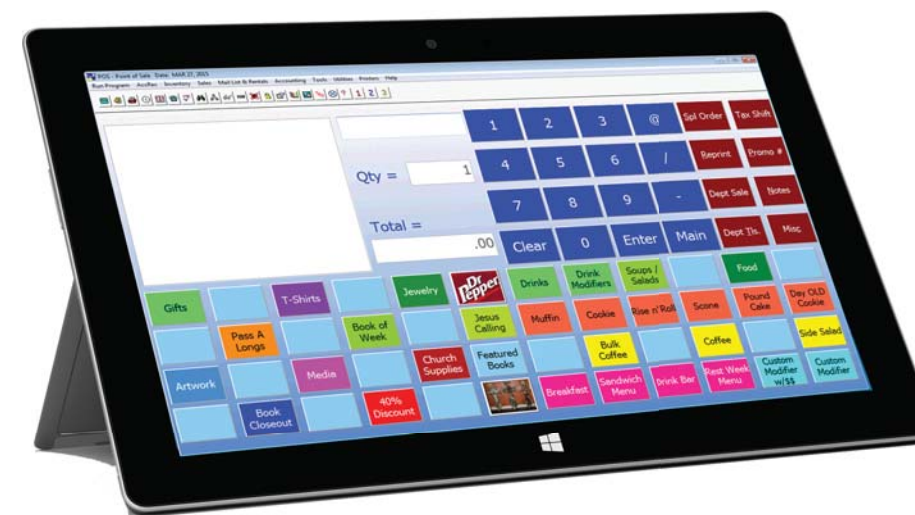 POS - Point of Sale Date: MAR 27, 2015
Run Program AccRec Inventory Sales Mail List & Rentals Accounting Tools Utilities Printers Help
1 2 3
1 2 3 @ Spl Order Tax Shift
Qty = 1
4 5 6 / Reprint Promo #
7 8 9 - Dept Sale Notes
Total =
.00
Clear 0 Enter Main Dept Tls. Misc
Gifts T-Shirts Jewelry Dr Pepper Drinks Drink Modifiers Soups / Salads Food
Pass A Longs Book of Week Jesus Calling Muffin Cookie Rise n' Roll Scone Pound Cake Day OLD Cookie
Artwork Media Church Supplies Featured Books Bulk Coffee Coffee Side Salad
Book Closeout 40% Discount Breakfast Sandwich Menu Drink Bar Rest Week Menu Custom Modifier w/$$ Custom Modifier